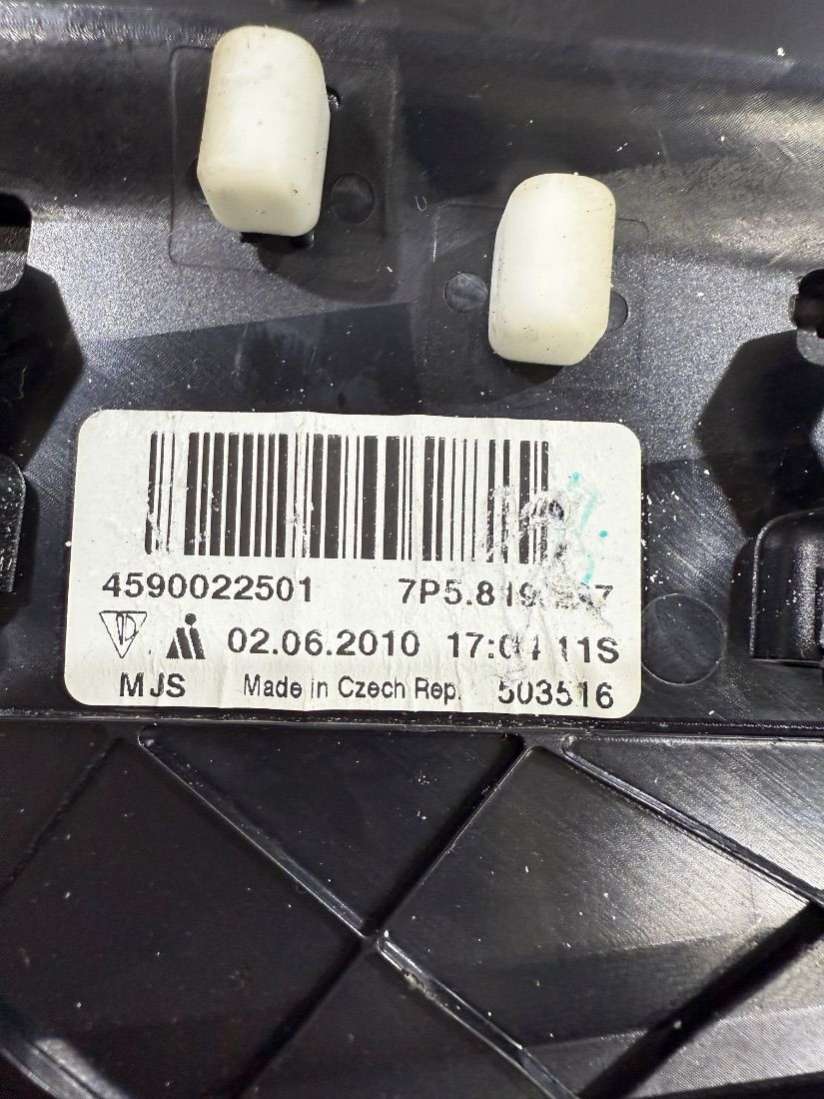 4590022501
02.06.2010 11S
MJS Made in Czech Rep. 503516